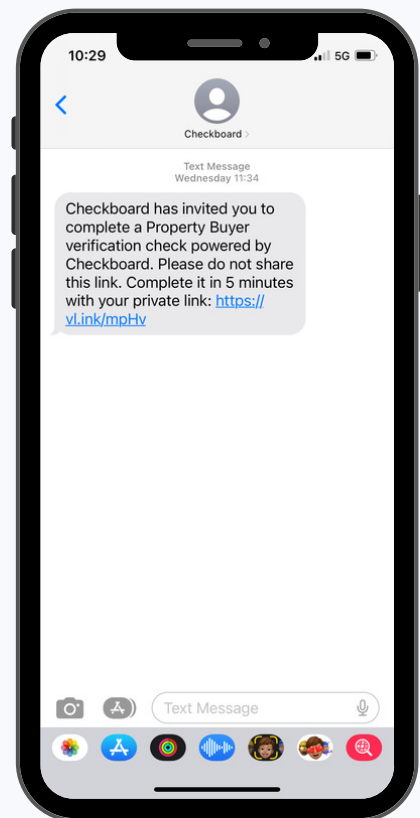 10:29
5G
Checkboard
Text Message
Wednesday 11:34
Checkboard has invited you to
complete a Property Buyer
verification check powered by
Checkboard. Please do not share
this link. Complete it in 5 minutes
with your private link: https://
vl.ink/mpHv
Text Message